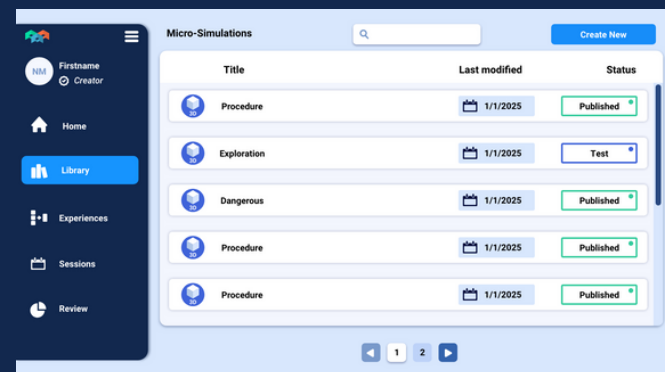 Micro-Simulations
Create New
NM
Firstname
Creator
Home
Library
Experiences
Sessions
Review
Title Last modified Status
3D Procedure 1/1/2025 Published
3D Exploration 1/1/2025 Test
3D Dangerous 1/1/2025 Published
3D Procedure 1/1/2025 Published
3D Procedure 1/1/2025 Published
1 2